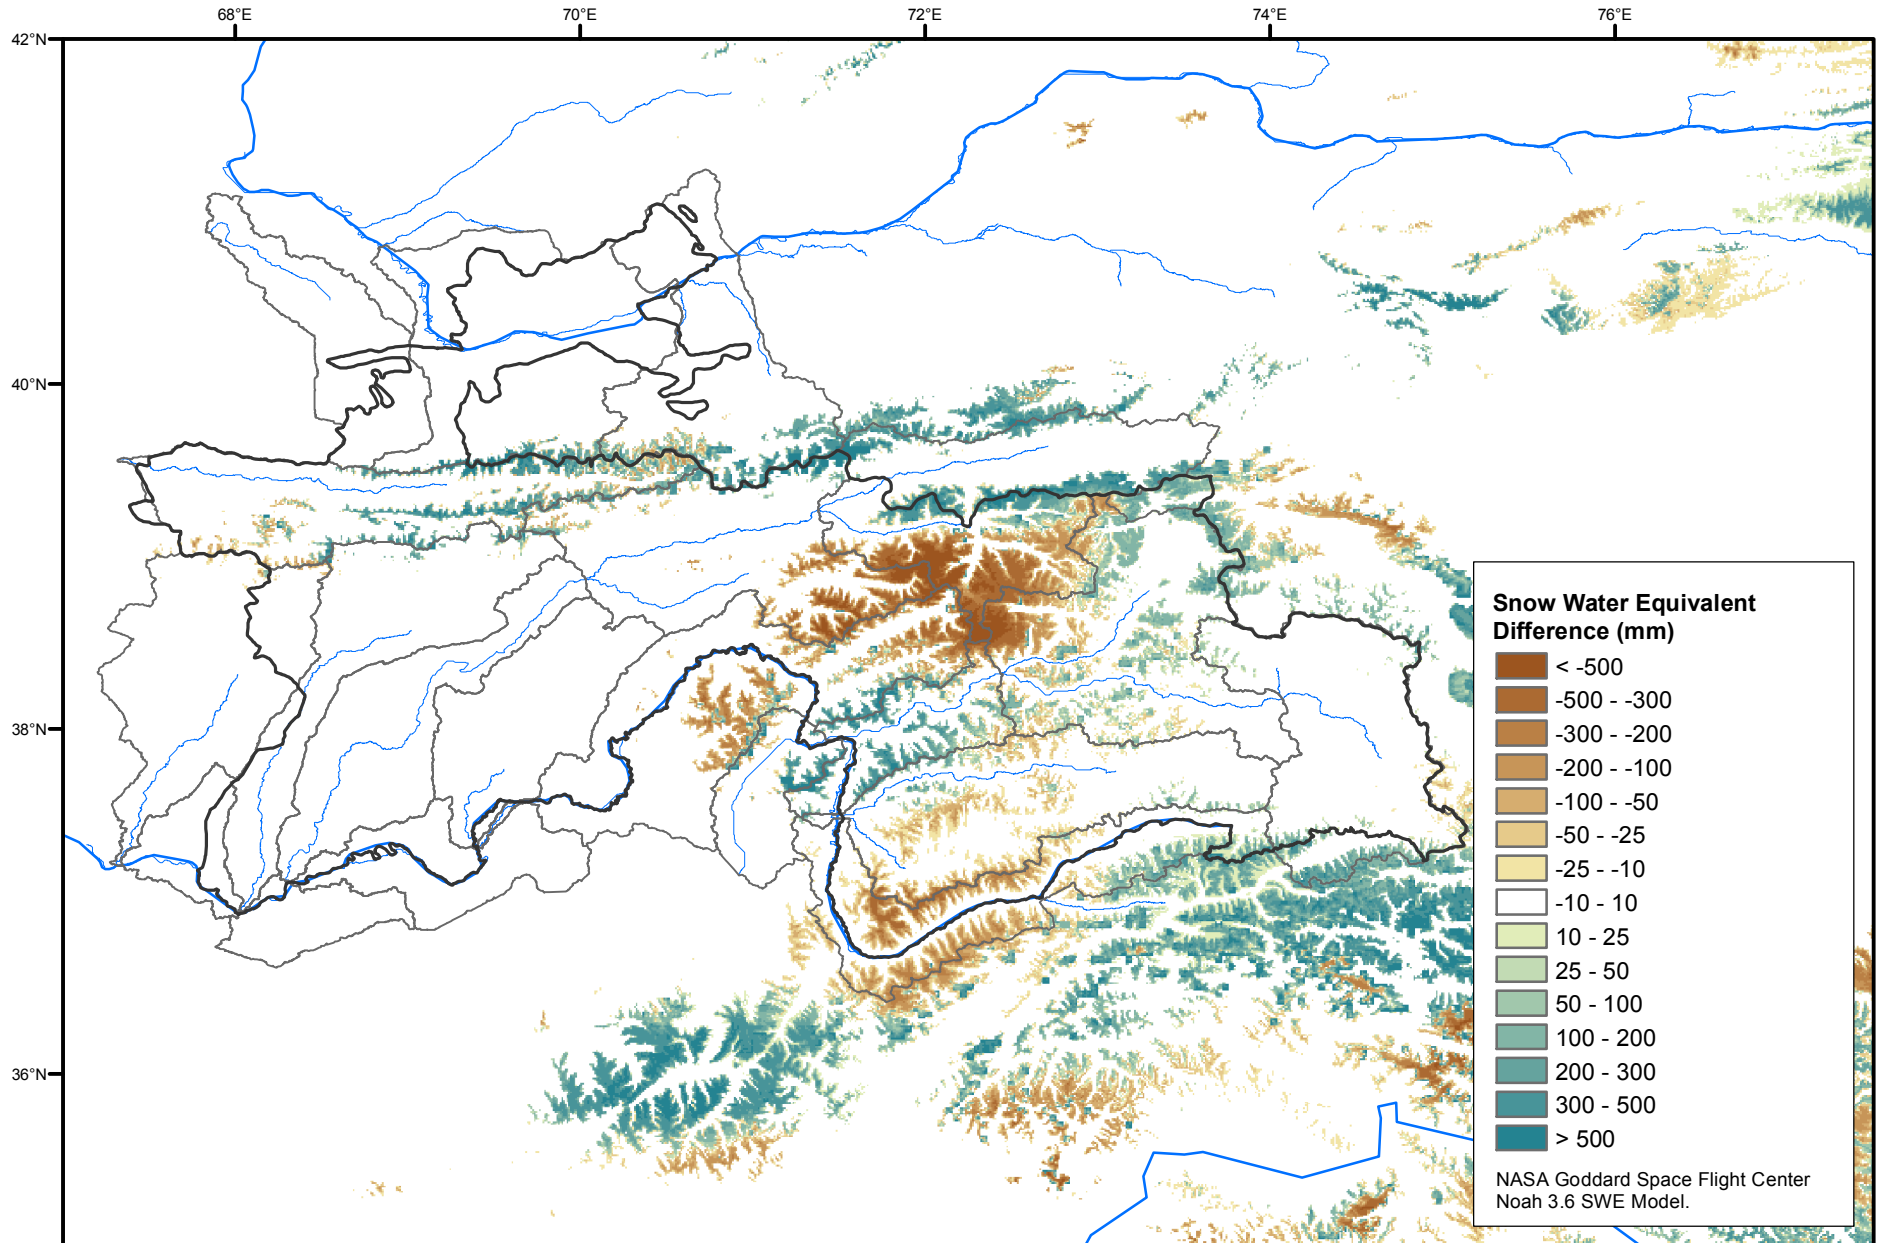 68°E 70°E 72°E 74°E 76°E
42°N
40°N
38°N
36°N
Snow Water Equivalent
Difference (mm)
< -500
-500 - -300
-300 - -200
-200 - -100
-100 - -50
-50 - -25
-25 - -10
-10 - 10
10 - 25
25 - 50
50 - 100
100 - 200
200 - 300
300 - 500
> 500
NASA Goddard Space Flight Center
Noah 3.6 SWE Model.